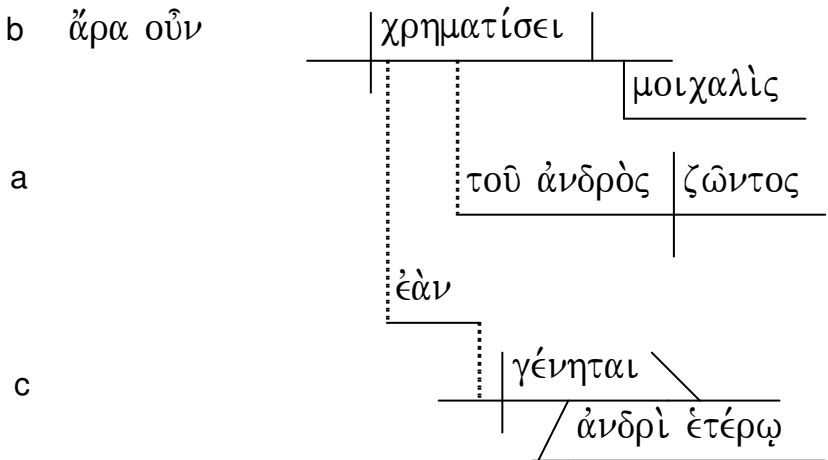 b ἄρα οὖν χρηματίσει
μοιχαλὶς
a τοῦ ἀνδρὸς ζῶντος
ἐὰν
c γένηται
ἀνδρὶ ἑτέρῳ